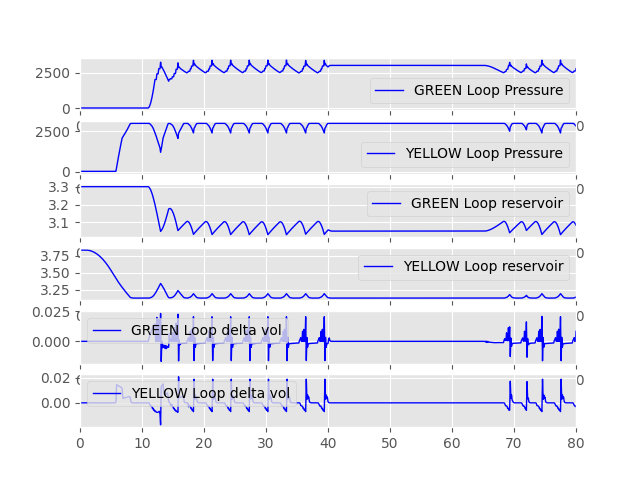 2500
0
GREEN Loop Pressure
2500
0
YELLOW Loop Pressure
3.3
3.2
3.1
GREEN Loop reservoir
3.75
3.50
3.25
YELLOW Loop reservoir
0.025
0.000
GREEN Loop delta vol
0.02
0.00
YELLOW Loop delta vol
0 10 20 30 40 50 60 70 80